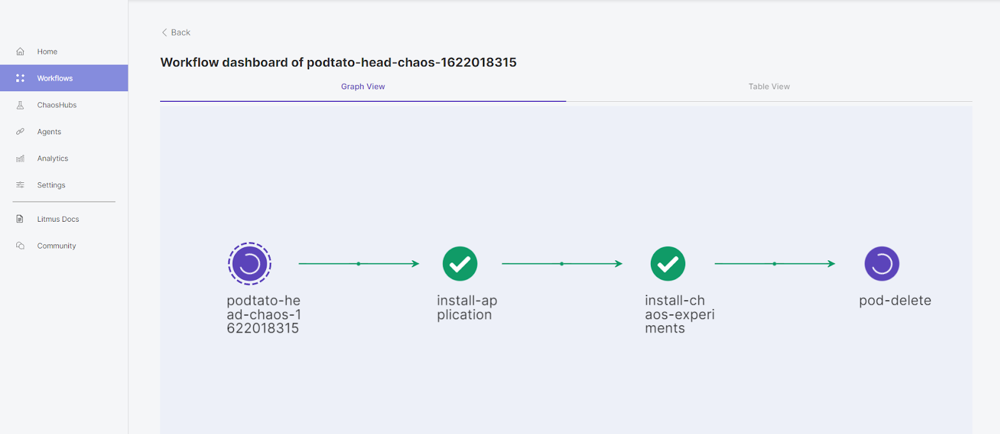 Home
Workflows
ChaosHubs
Agents
Analytics
Settings
Litmus Docs
Community
Back
Workflow dashboard of podtato-head-chaos-1622018315
Graph View
Table View
podtato-he
ad-chaos-1
622018315
install-ap
plication
install-ch
aos-experi
ments
pod-delete